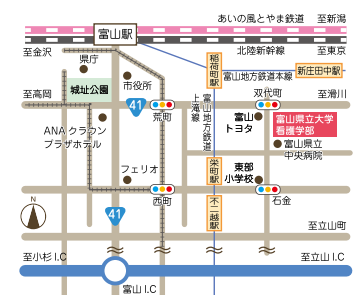 あいの風とやま鉄道
至新潟
富山駅
至金沢
北陸新幹線
至東京
県庁
稲荷町駅
富山地方鉄道本線
新庄田中駅
市役所
城址公園
至高岡
41
荒町
双代町
至滑川
富山地方鉄道
上滝線
富山
トヨタ
富山県立大学
看護学部
ANA クラウン
プラザホテル
富山県立
中央病院
フェリオ
栄町駅
東部
小学校
西町
不二越駅
石金
41
N
至立山町
至小杉 I.C
至立山 I.C
富山 I.C